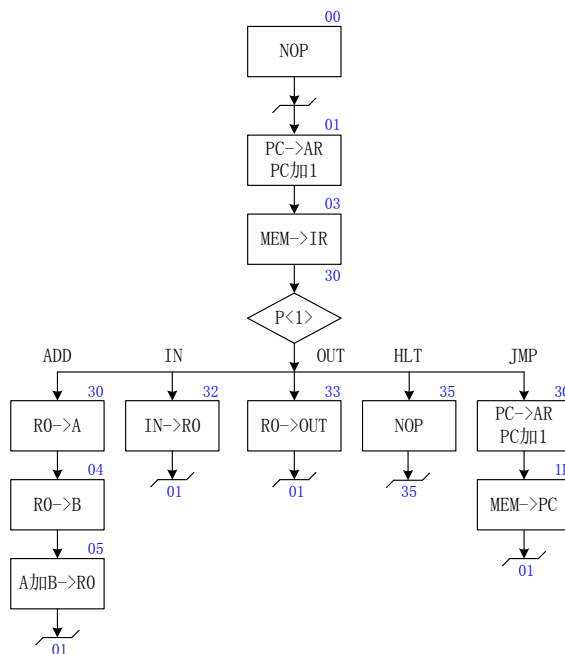 00
NOP
01
PC->AR
PC加1
03
MEM->IR
30
P<1>
ADD
IN
OUT
HLT
JMP
30
R0->A
32
IN->R0
33
R0->OUT
35
NOP
PC->AR
PC加1
04
R0->B
MEM->PC
01
01
35
05
A加B->R0
01
01